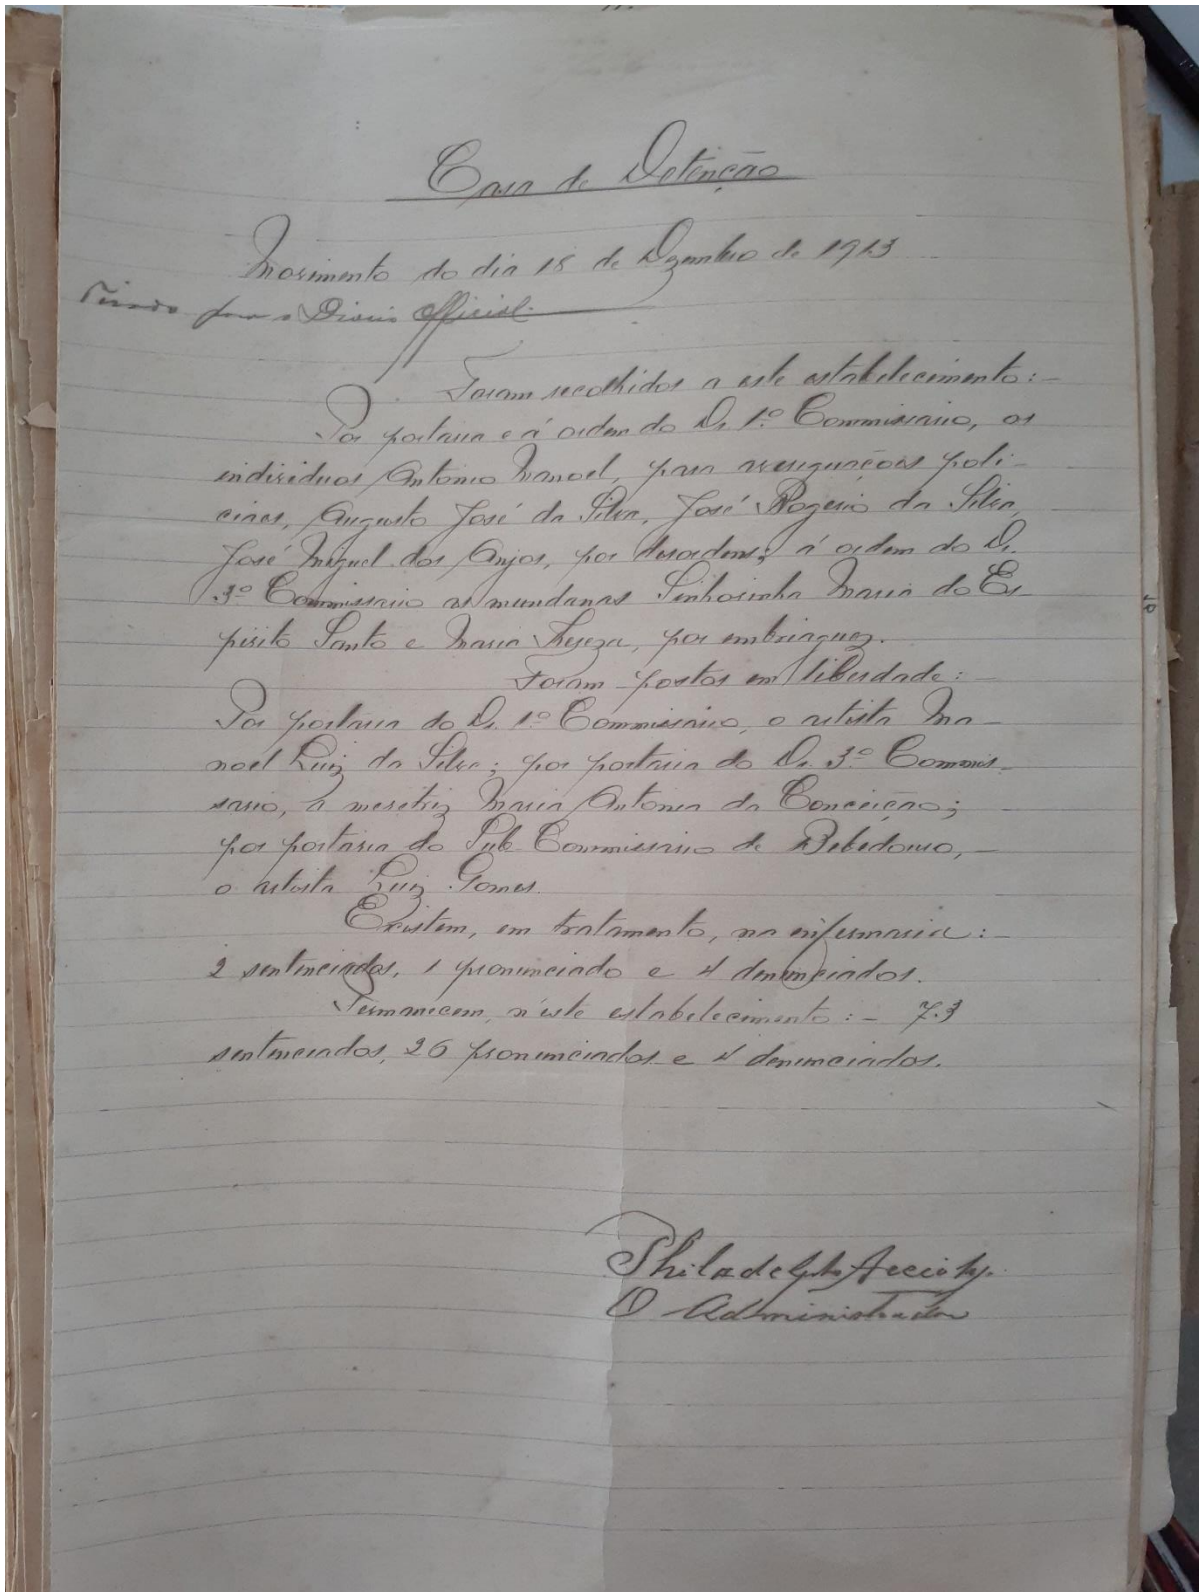 Casa de Detenção
Movimento do dia 18 de Dezembro de 1913
para o Diario Official.
Foram recolhidos a este estabelecimento:-
Por portaria e á ordem do Dr. 1º Commissario, os
individuos Antonio Manoel, para averiguações poli-
ciaes, Augusto José da Silva, José Rogerio da Silva,
José Miguel dos Anjos, por desordens; á ordem do Dr.
3º Commissario as mundanas Sinhosinha Maria do Es-
pirito Santo e Maria Thereza, por embriaguez.
Foram postos em liberdade:-
Por portaria do Dr. 1º Commissario, o artista Ma-
noel Luiz da Silva; por portaria do Dr. 3º Commis-
sario, a meretriz Maria Antonia da Conceição;
por portaria do Sub-Commissario de Bebedouro,-
o artista Luiz Gomes.
Existem, em tratamento, na enfermaria:-
2 sentenciados, 1 pronunciado e 4 denunciados.
Permanecem, n'este estabelecimento:- 73
sentenciados, 26 pronunciados e 4 denunciados.
Philadelpho Accioly.
O Administrador